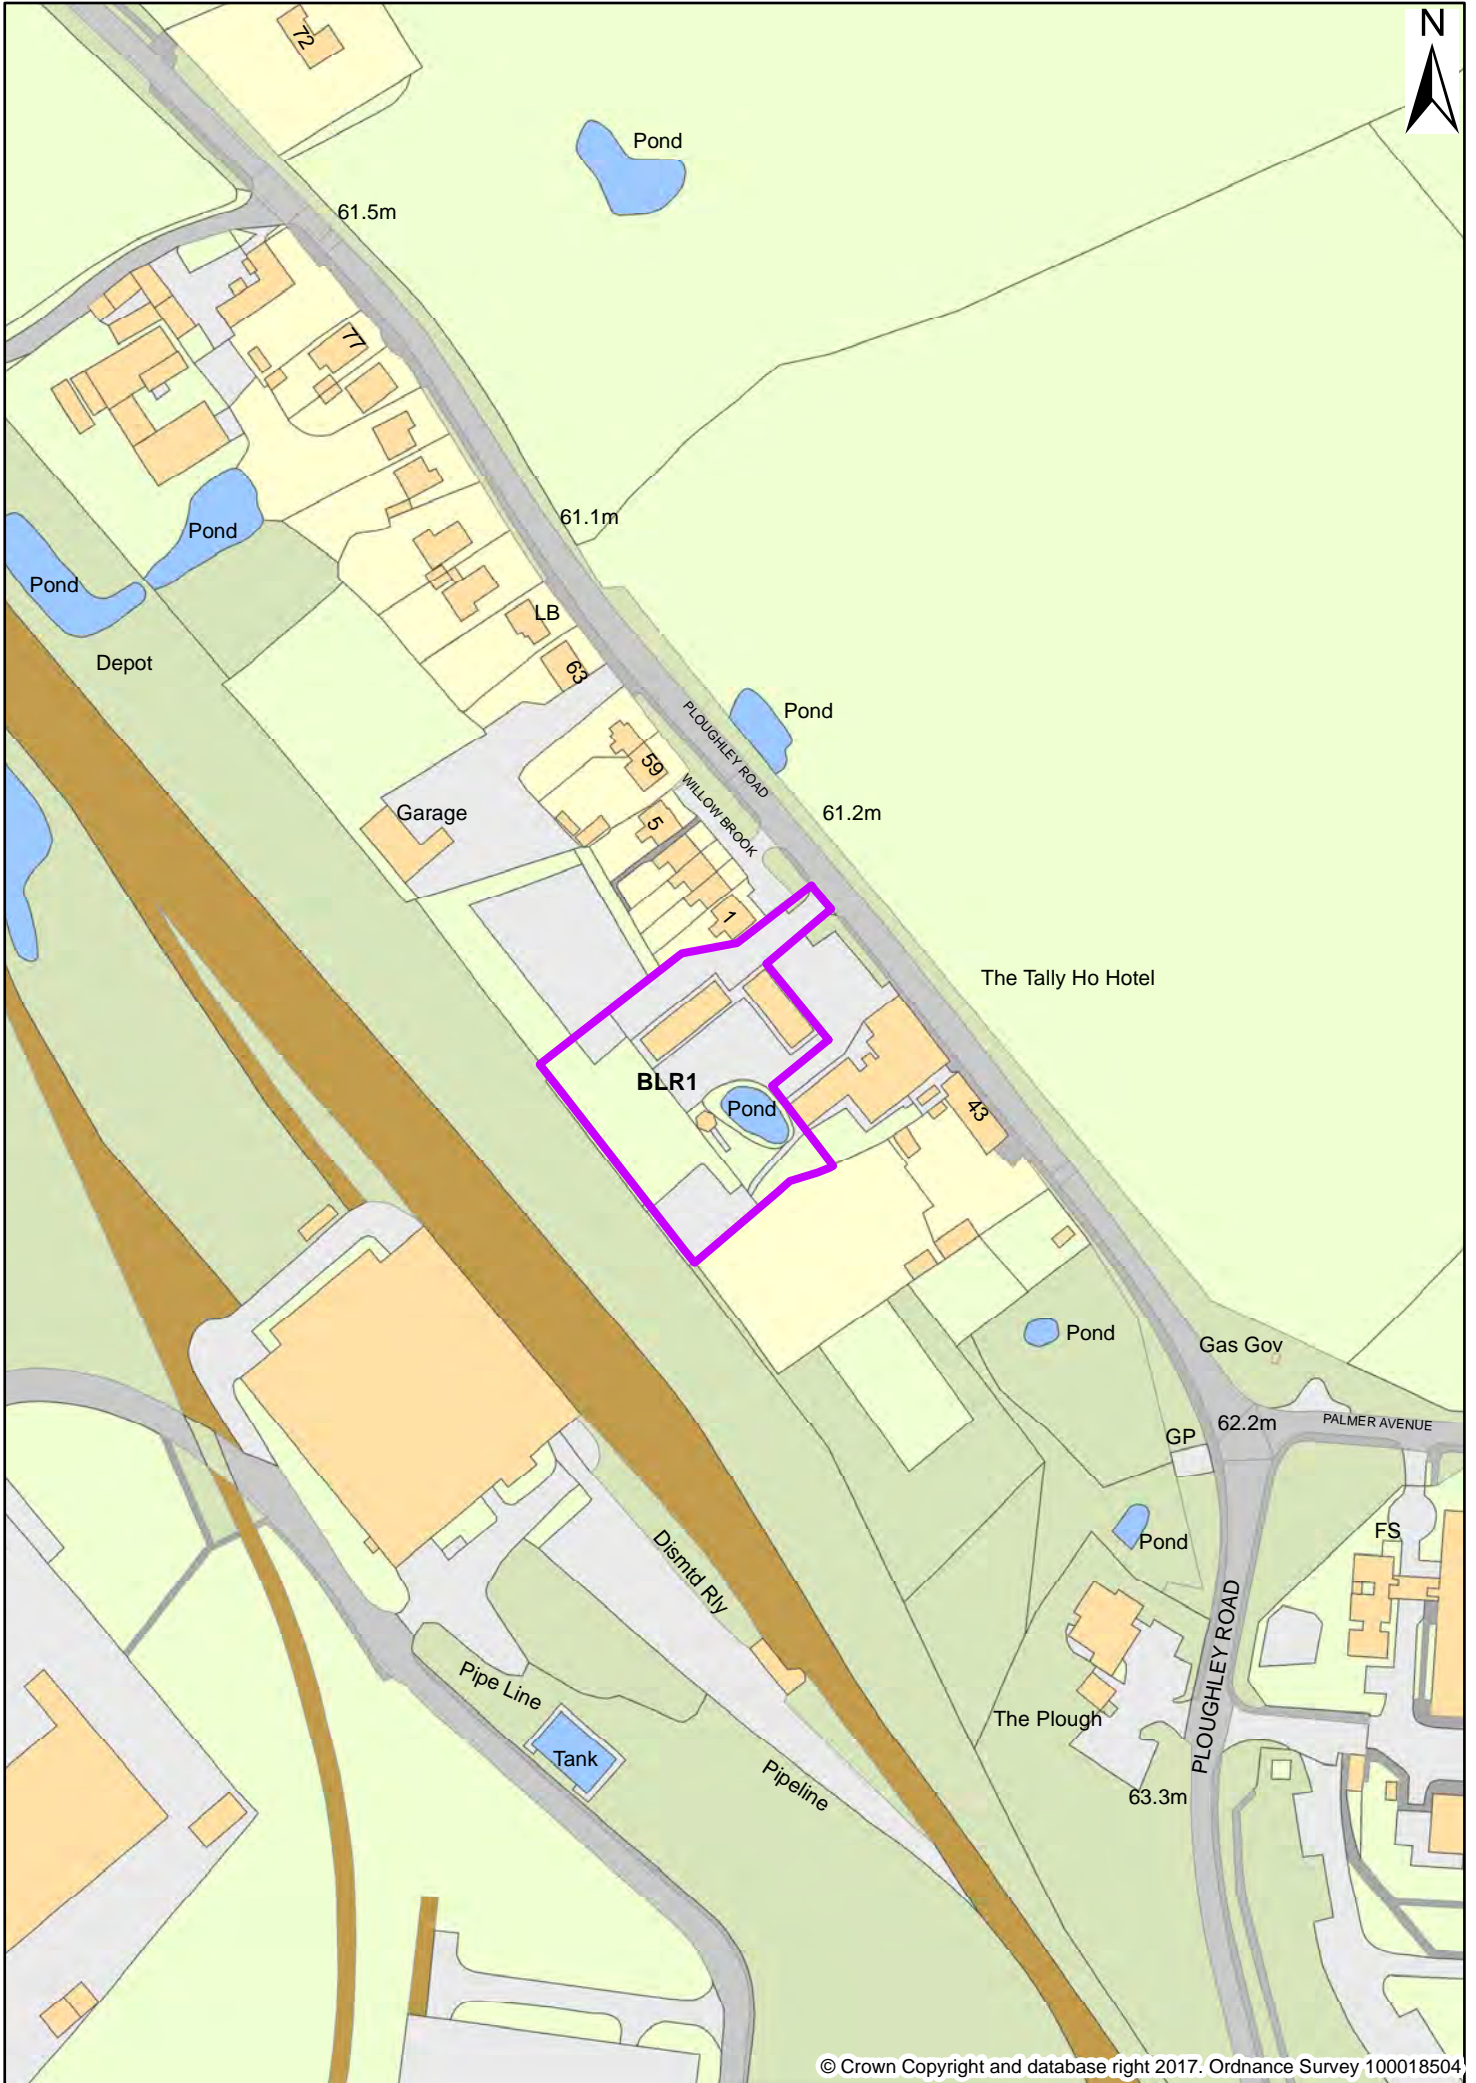 N
72
Pond
61.5m
77
61.1m
Pond
Pond
LB
Depot
63
PLOUGHLEY ROAD
Pond
59
WILLOW BROOK
Garage
5
61.2m
1
The Tally Ho Hotel
BLR1
Pond
43
Pond
Gas Gov
62.2m
PALMER AVENUE
GP
FS
Pond
Dismtd Rly
PLOUGHLEY ROAD
Pipe Line
The Plough
Tank
Pipeline
63.3m
© Crown Copyright and database right 2017. Ordnance Survey 100018504